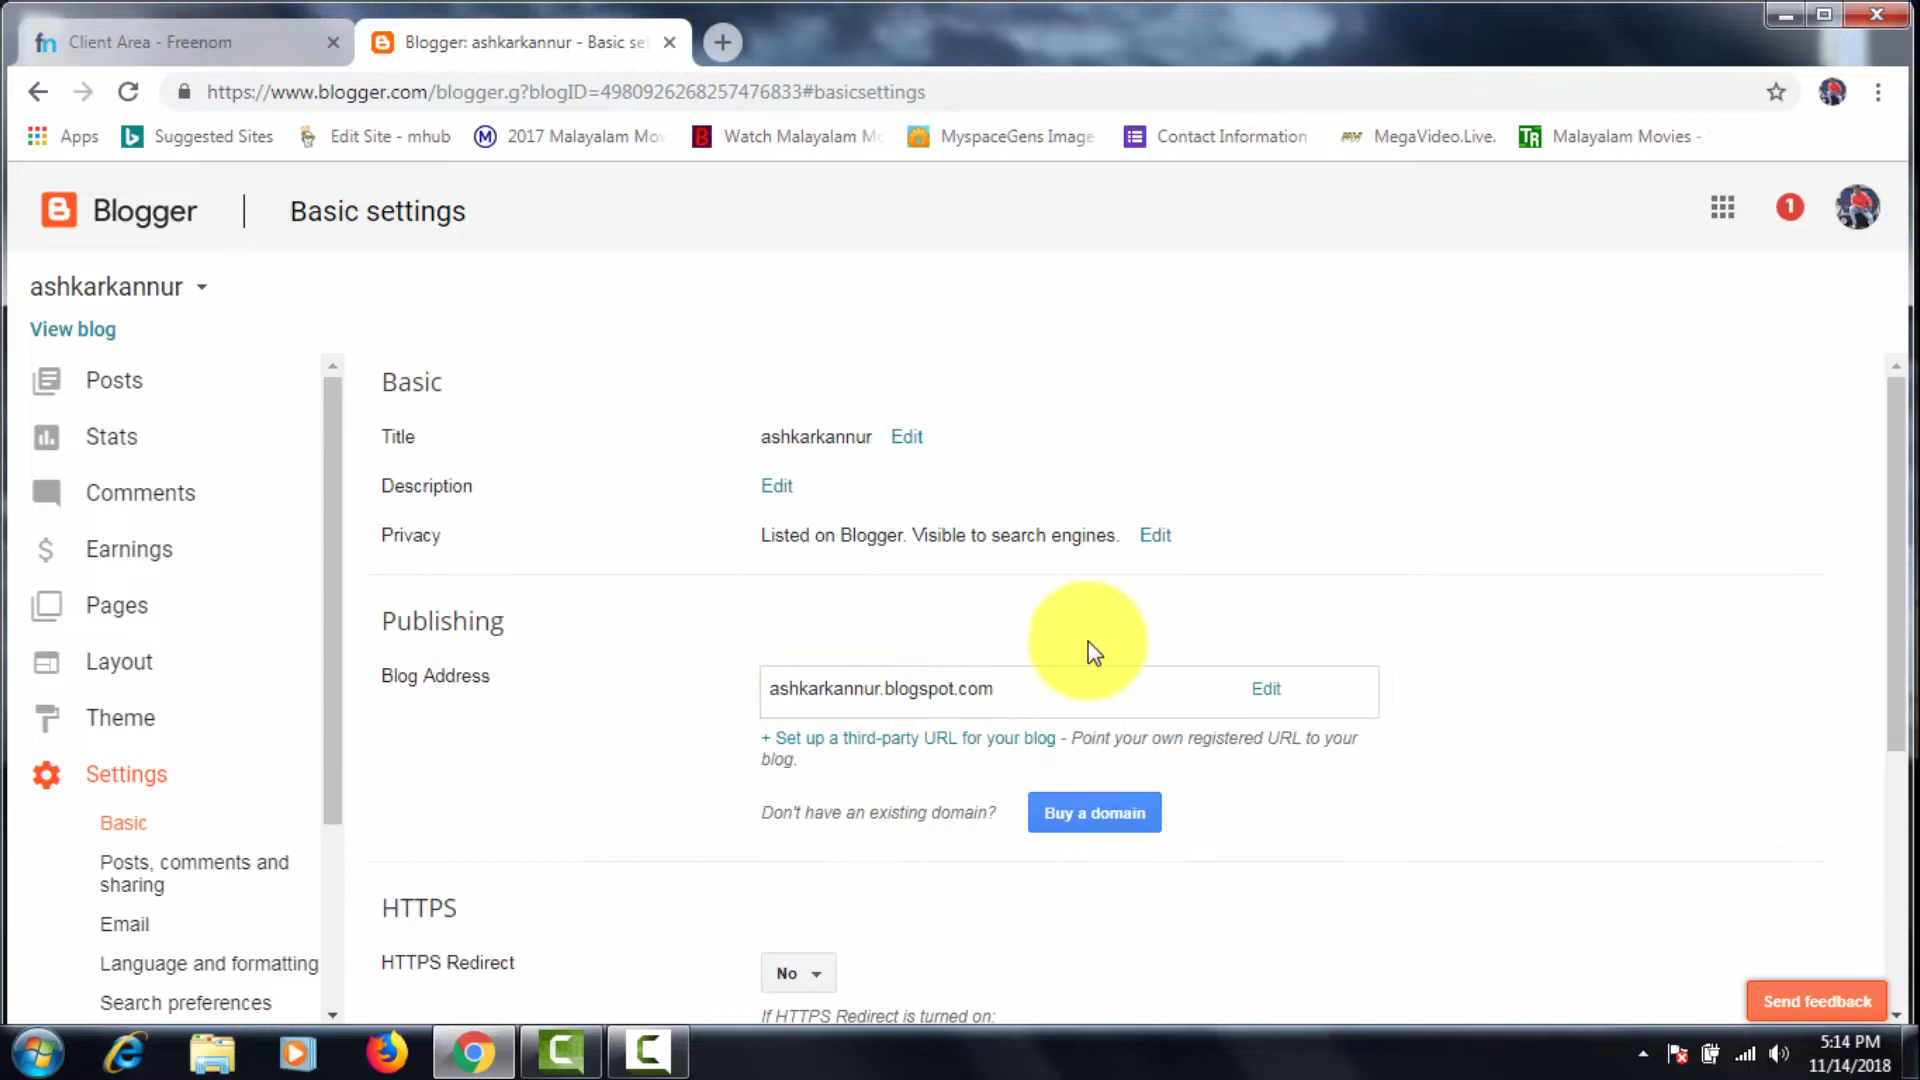 fn Client Area - Freenom
Blogger: ashkarkannur - Basic se
https://www.blogger.com/blogger.g?blogID=4980926268257476833#basicsettings
Apps
Suggested Sites
Edit Site - mhub
2017 Malayalam Mov
Watch Malayalam M
MyspaceGens Image
Contact Information
MegaVideo.Live.
Malayalam Movies -
Blogger
Basic settings
1
ashkarkannur
View blog
Posts
Stats
Comments
Earnings
Pages
Layout
Theme
Settings
Basic
Posts, comments and
sharing
Email
Language and formatting
Search preferences
Basic
Title
ashkarkannur Edit
Description
Edit
Privacy
Listed on Blogger. Visible to search engines. Edit
Publishing
Blog Address
ashkarkannur.blogspot.com Edit
+ Set up a third-party URL for your blog - Point your own registered URL to your
blog.
Don't have an existing domain? Buy a domain
HTTPS
HTTPS Redirect
No
If HTTPS Redirect is turned on:
Send feedback
5:14 PM
11/14/2018